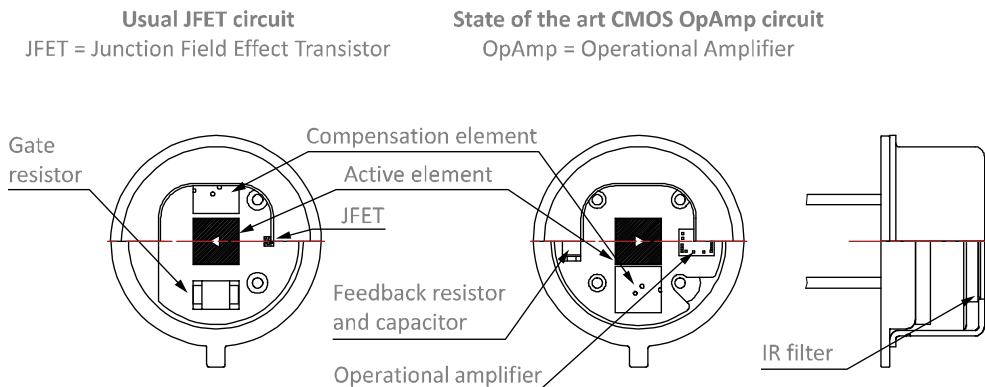 Usual JFET circuit
JFET = Junction Field Effect Transistor
State of the art CMOS OpAmp circuit
OpAmp = Operational Amplifier
Gate
resistor
Compensation element
Active element
JFET
Feedback resistor
and capacitor
Operational amplifier
IR filter